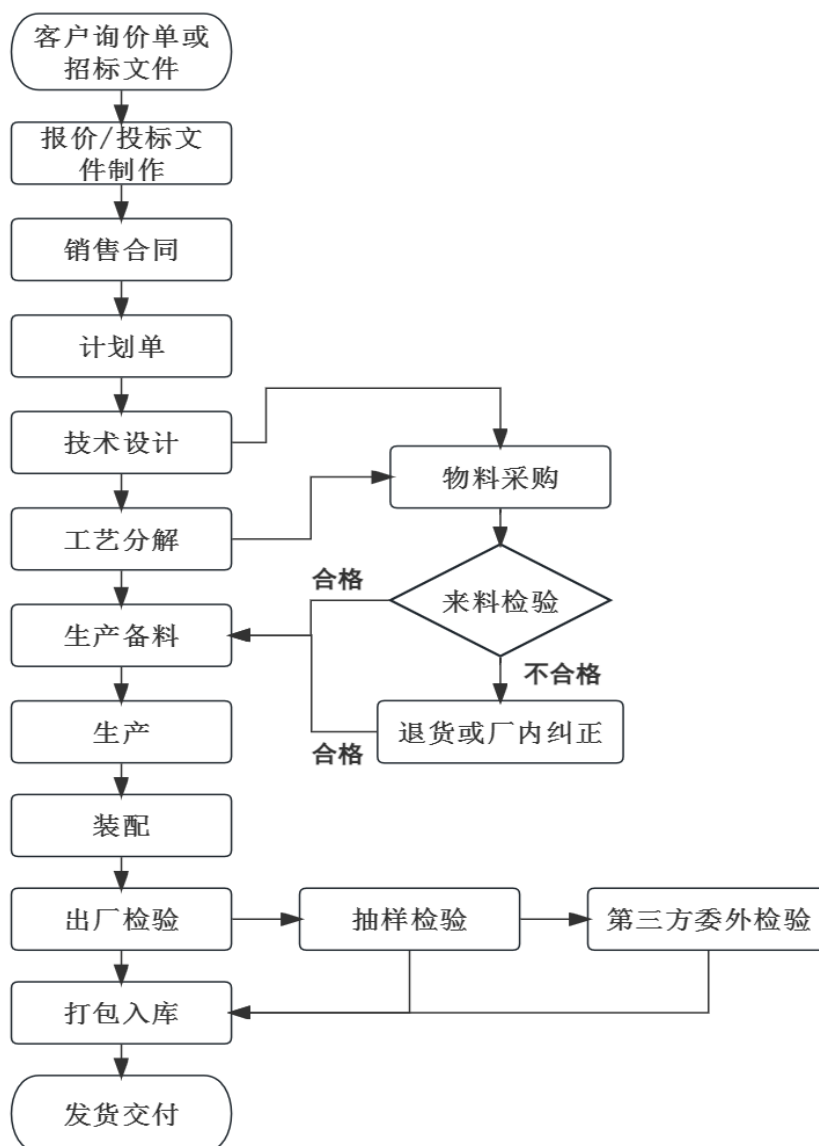 客户询价单或
招标文件
报价/投标文
件制作
销售合同
计划单
技术设计
物料采购
工艺分解
合格
来料检验
生产备料
不合格
生产
退货或厂内纠正
合格
装配
出厂检验
抽样检验
第三方委外检验
打包入库
发货交付